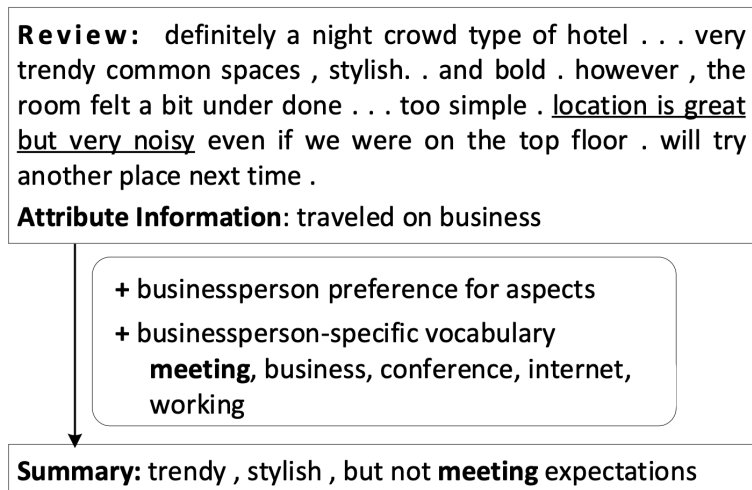 Review: definitely a night crowd type of hotel . . . very
trendy common spaces , stylish. . and bold . however , the
room felt a bit under done . . . too simple . location is great
but very noisy even if we were on the top floor . will try
another place next time .
Attribute Information: traveled on business
+ businessperson preference for aspects
+ businessperson-specific vocabulary
meeting, business, conference, internet,
working
Summary: trendy , stylish , but not meeting expectations